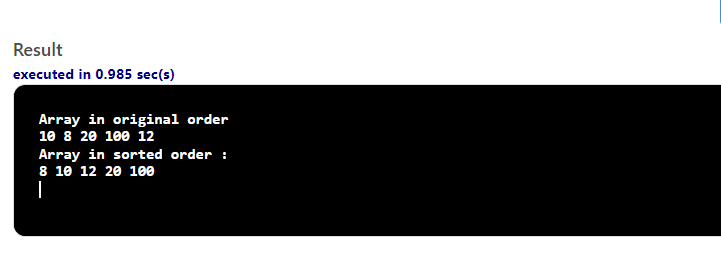 Result
executed in 0.985 sec(s)
Array in original order
10 8 20 100 12
Array in sorted order :
8 10 12 20 100